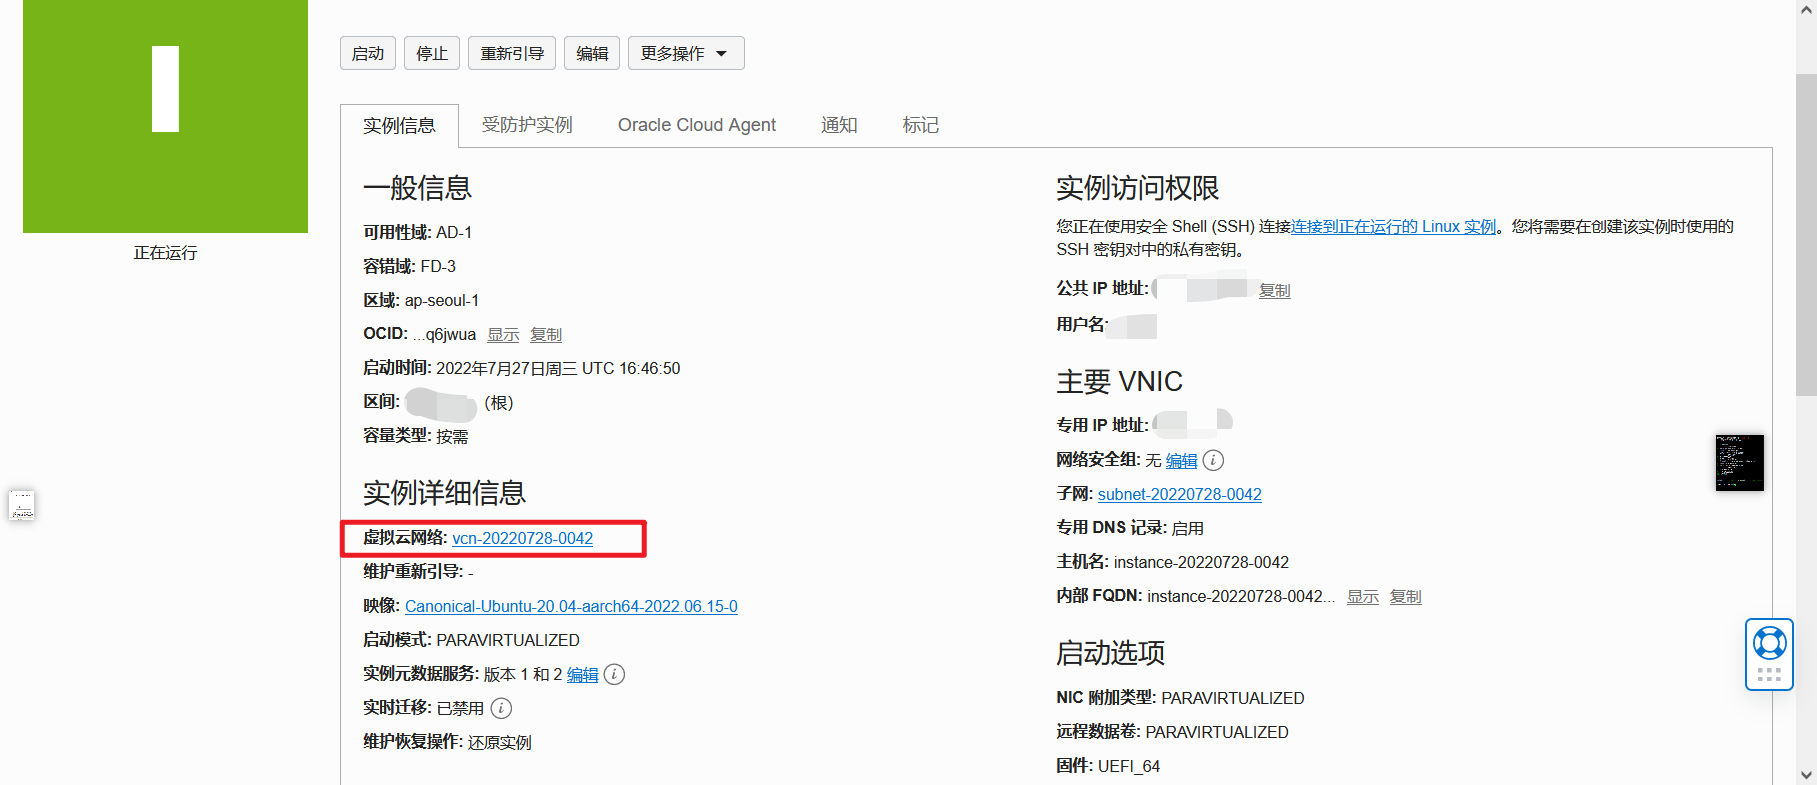 正在运行
启动 停止 重新引导 编辑 更多操作
实例信息 受防护实例 Oracle Cloud Agent 通知 标记
一般信息
可用性域: AD-1
容错域: FD-3
区域: ap-seoul-1
OCID: ...q6jwua 显示 复制
启动时间: 2022年7月27日周三 UTC 16:46:50
区间: (根)
容量类型: 按需
实例详细信息
虚拟云网络: vcn-20220728-0042
维护重新引导: -
映像: Canonical-Ubuntu-20.04-aarch64-2022.06.15-0
启动模式: PARAVIRTUALIZED
实例元数据服务: 版本 1 和 2 编辑
实时迁移: 已禁用
维护恢复操作: 还原实例
实例访问权限
您正在使用安全 Shell (SSH) 连接连接到正在运行的 Linux 实例。您将需要在创建该实例时使用的
SSH 密钥对中的私有密钥。
公共 IP 地址: 复制
用户名:
主要 VNIC
专用 IP 地址:
网络安全组: 无 编辑
子网: subnet-20220728-0042
专用 DNS 记录: 启用
主机名: instance-20220728-0042
内部 FQDN: instance-20220728-0042... 显示 复制
启动选项
NIC 附加类型: PARAVIRTUALIZED
远程数据卷: PARAVIRTUALIZED
固件: UEFI_64